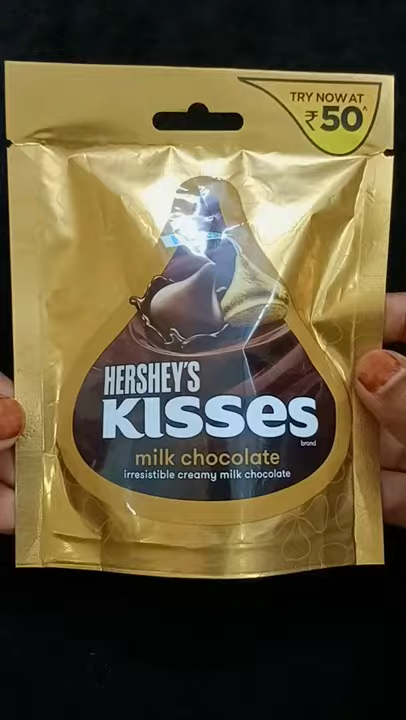 TRY NOW AT
₹50^
HERSHEY'S
KISSES
brand
milk chocolate
irresistible creamy milk chocolate